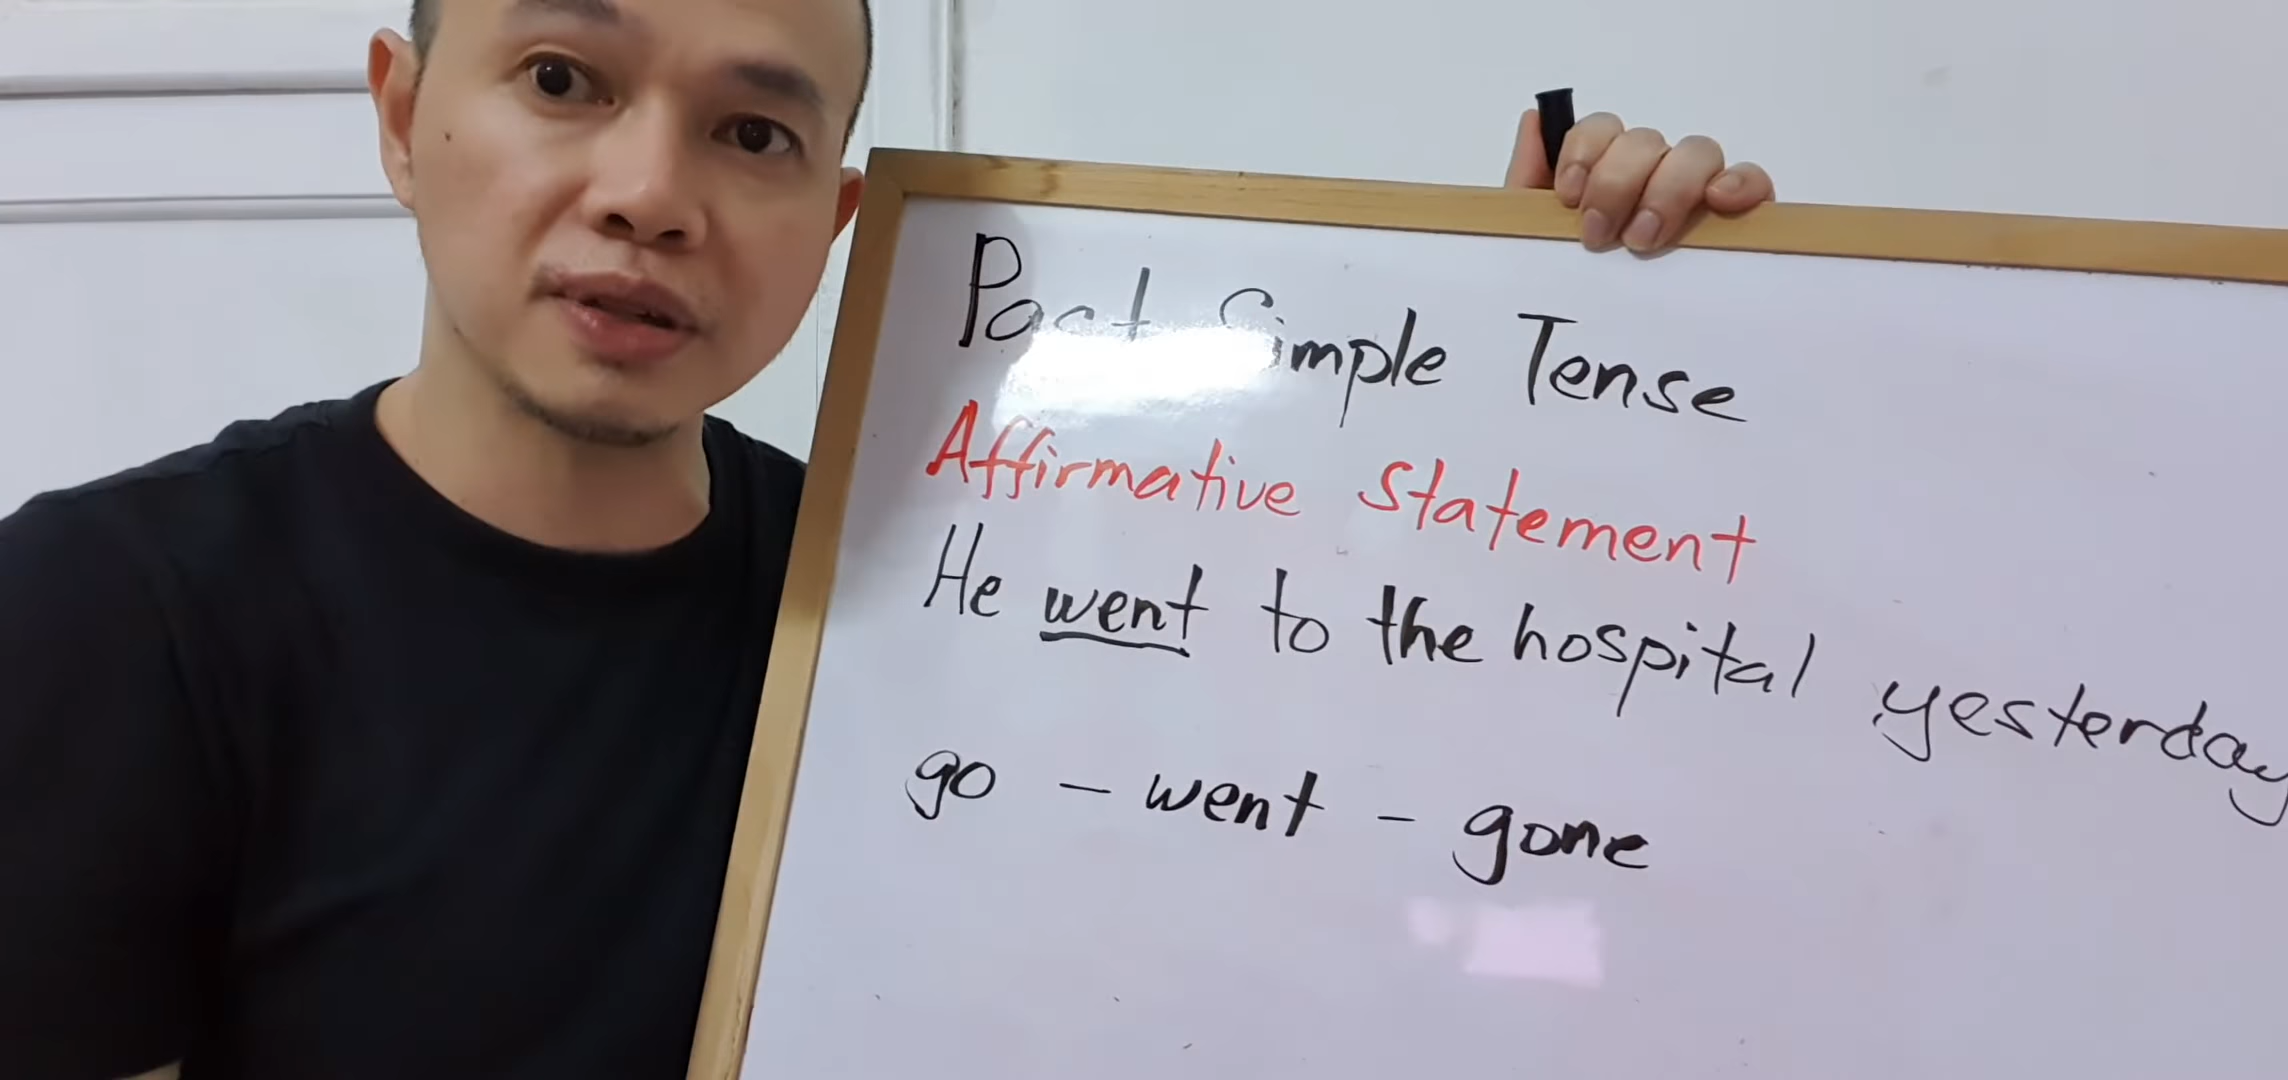 Past Simple Tense
Affirmative Statement
He went to the hospital yesterday
go – went – gone